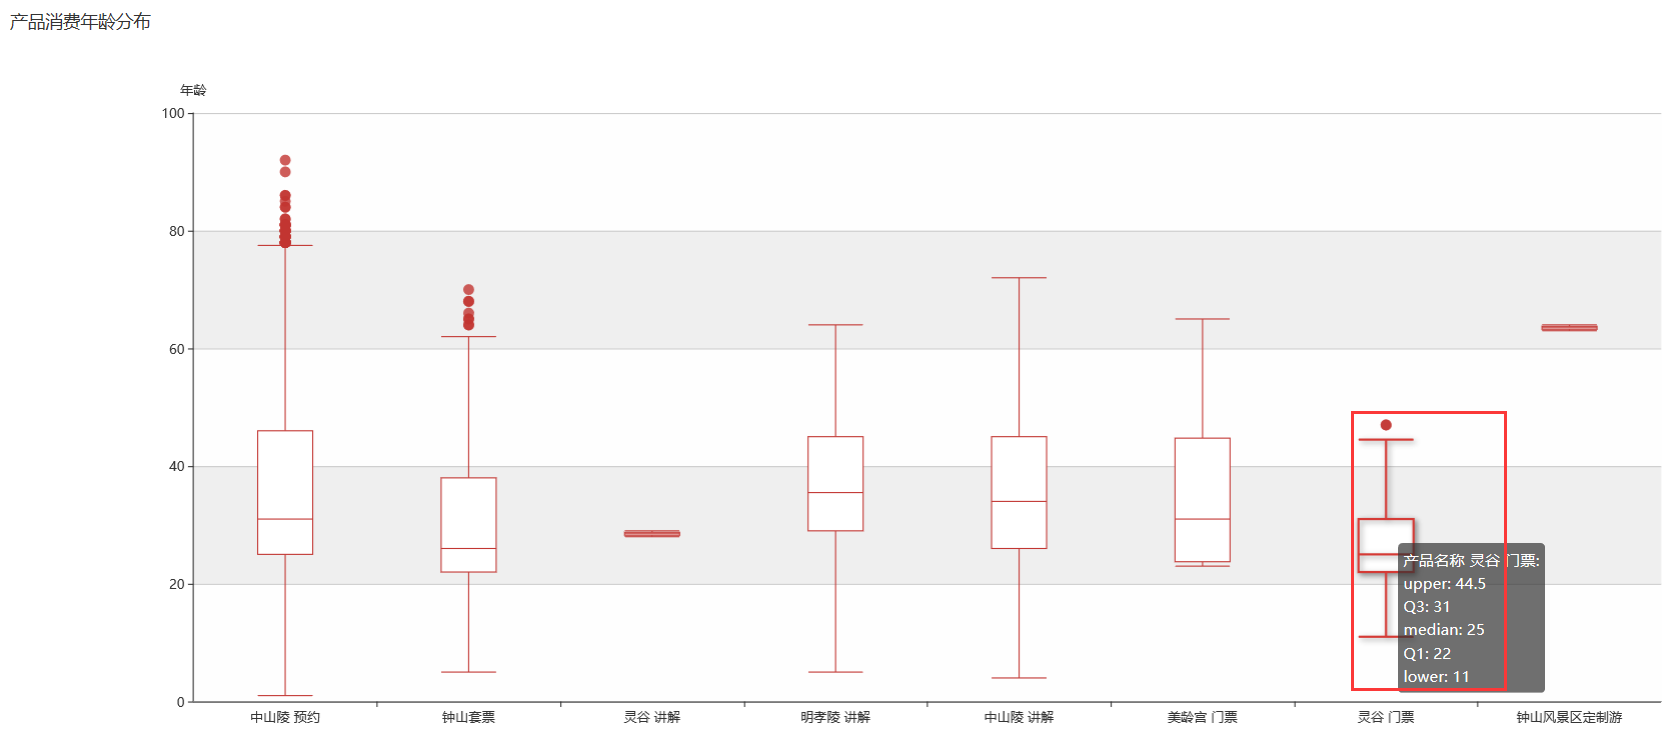 产品消费年龄分布
年龄
100
80
60
40
20
0
产品名称 灵谷 门票:
upper: 44.5
Q3: 31
median: 25
Q1: 22
lower: 11
中山陵 预约
钟山套票
灵谷 讲解
明孝陵 讲解
中山陵 讲解
美龄宫 门票
灵谷 门票
钟山风景区定制游